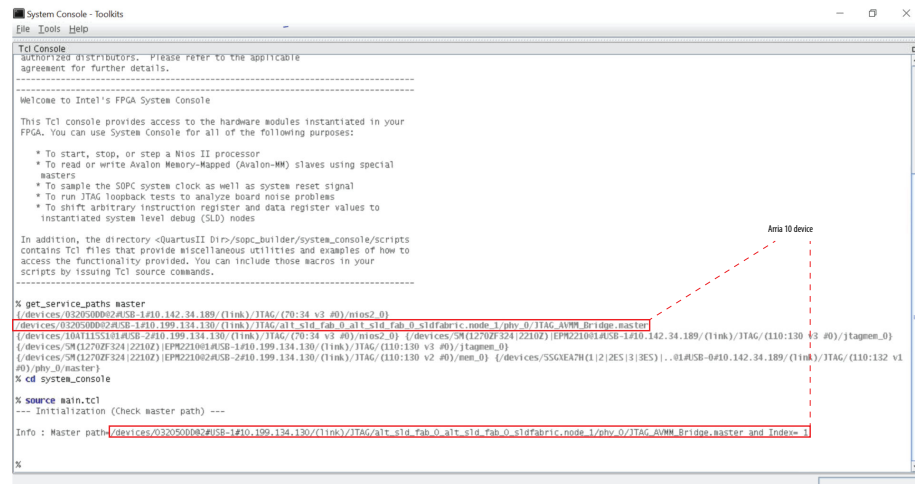 System Console - Toolkits
File Tools Help
Tcl Console
authorized distributors.  Please refer to the applicable
agreement for further details.
--------------------------------------------------------------------------------
--------------------------------------------------------------------------------
Welcome to Intel's FPGA System Console
This Tcl console provides access to the hardware modules instantiated in your
FPGA. You can use System Console for all of the following purposes:
* To start, stop, or step a Nios II processor
* To read or write Avalon Memory-Mapped (Avalon-MM) slaves using special
masters
* To sample the SOPC system clock as well as system reset signal
* To run JTAG loopback tests to analyze board noise problems
* To shift arbitrary instruction register and data register values to
instantiated system level debug (SLD) nodes
Arria 10 device
In addition, the directory <QuartusII Dir>/sopc_builder/system_console/scripts
contains Tcl files that provide miscellaneous utilities and examples of how to
access the functionality provided. You can include those macros in your
scripts by issuing Tcl source commands.
--------------------------------------------------------------------------------
% get_service_paths master
{/devices/032050DD02#USB-1#10.142.34.189/(link)/JTAG/(70:34 v3 #0)/nios2_0}
/devices/032050DD02#USB-1#10.199.134.130/(link)/JTAG/alt_sld_fab_0_alt_sld_fab_0_sldfabric.node_1/phy_0/JTAG_AVMM_Bridge.master
{/devices/10AT115S101#USB-2#10.199.134.130/(link)/JTAG/(70:34 v3 #0)/nios2_0} {/devices/5M(1270ZF324|2210Z)|EPM221001#USB-1#10.142.34.189/(link)/JTAG/(110:130 v3 #0)/jtagmem_0}
{/devices/5M(1270ZF324|2210Z)|EPM221001#USB-1#10.199.134.130/(link)/JTAG/(110:130 v3 #0)/jtagmem_0}
{/devices/5M(1270ZF324|2210Z)|EPM221002#USB-2#10.199.134.130/(link)/JTAG/(110:130 v2 #0)/mem_0} {/devices/5SGXEA7H(1|2|2ES|3|3ES)|..01#USB-0#10.142.34.189/(link)/JTAG/(110:132 v1
#0)/phy_0/master}
% cd system_console
% source main.tcl
--- Initialization (Check master path) ---
Info : Master path=/devices/032050DD02#USB-1#10.199.134.130/(link)/JTAG/alt_sld_fab_0_alt_sld_fab_0_sldfabric.node_1/phy_0/JTAG_AVMM_Bridge.master and Index= 1
%